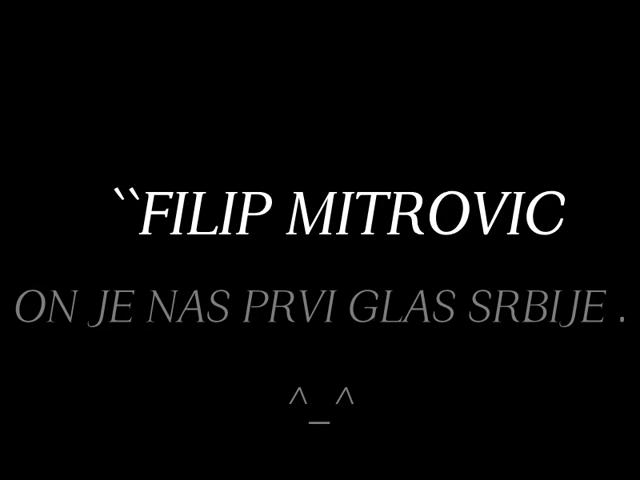 ``FILIP MITROVIC
ON JE NAS PRVI GLAS SRBIJE .
^_^